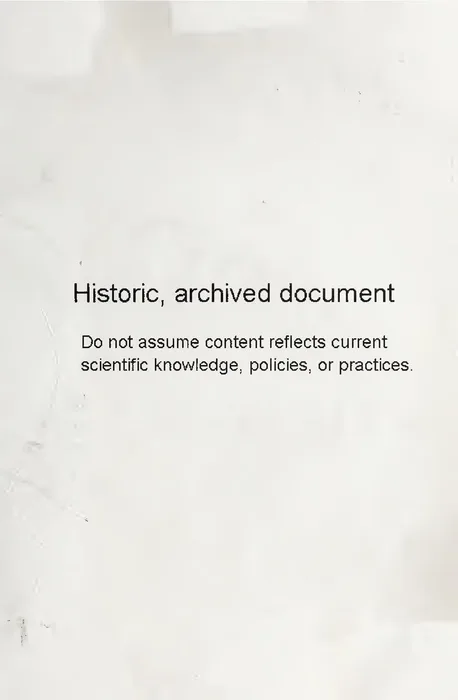 Historic, archived document
Do not assume content reflects current
scientific knowledge, policies, or practices.